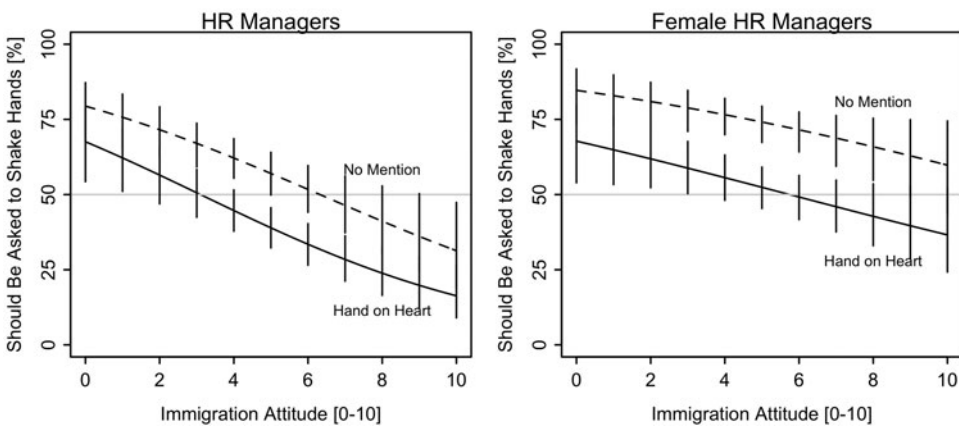 HR Managers
Should Be Asked to Shake Hands [%]
100
75
50
25
0
No Mention
Hand on Heart
0 2 4 6 8 10
Immigration Attitude [0-10]
Female HR Managers
Should Be Asked to Shake Hands [%]
100
75
50
25
0
No Mention
Hand on Heart
0 2 4 6 8 10
Immigration Attitude [0-10]